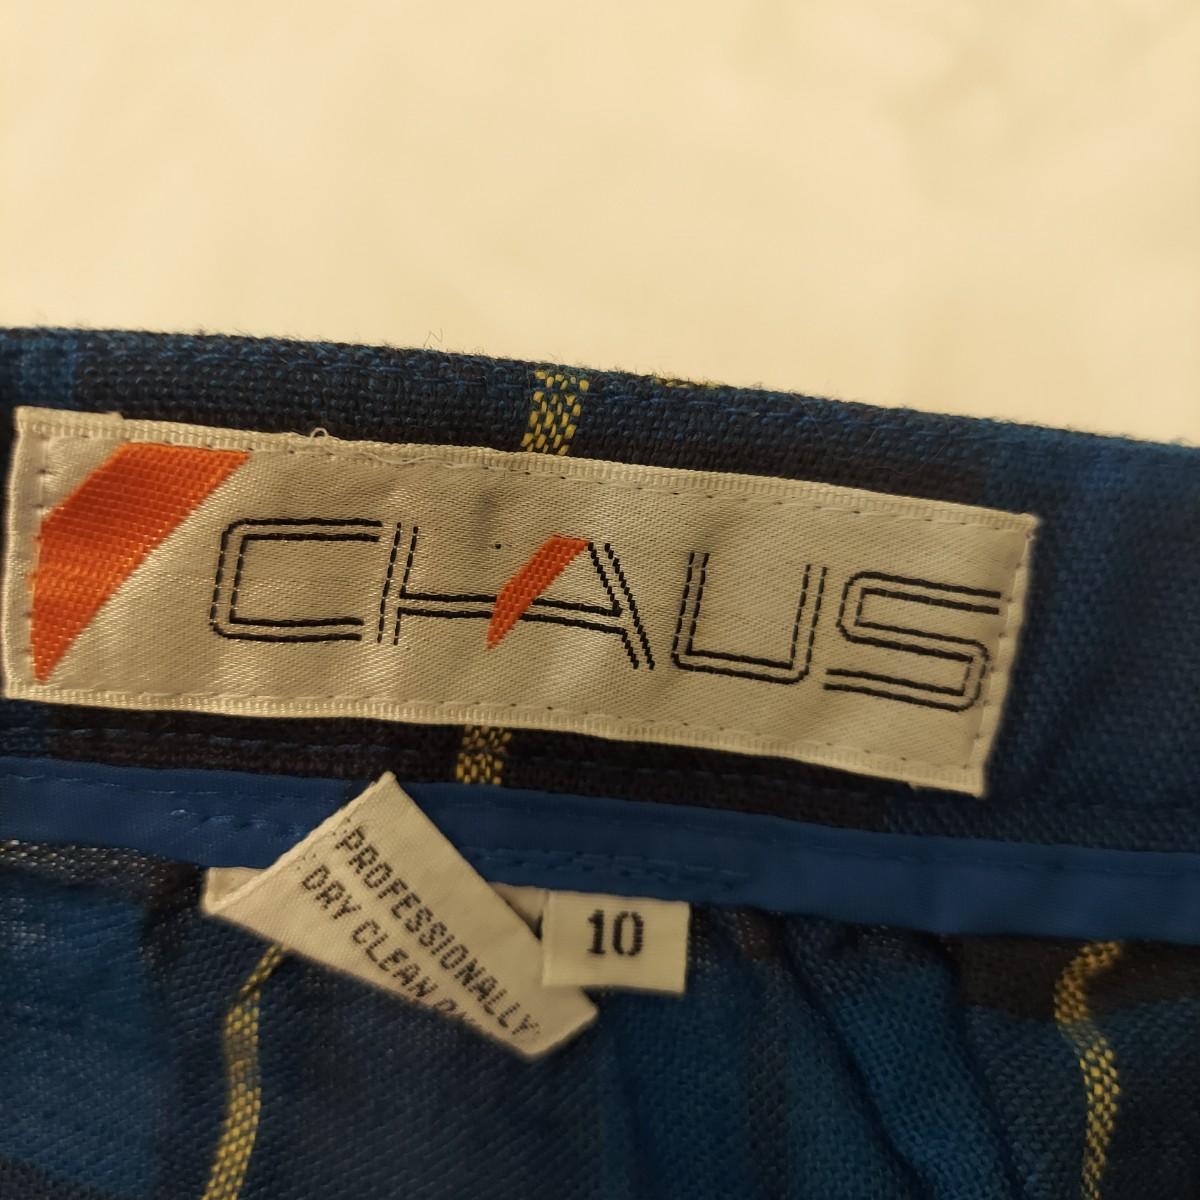 CHAUS
PROFESSIONALLY
DRY CLEAN
10